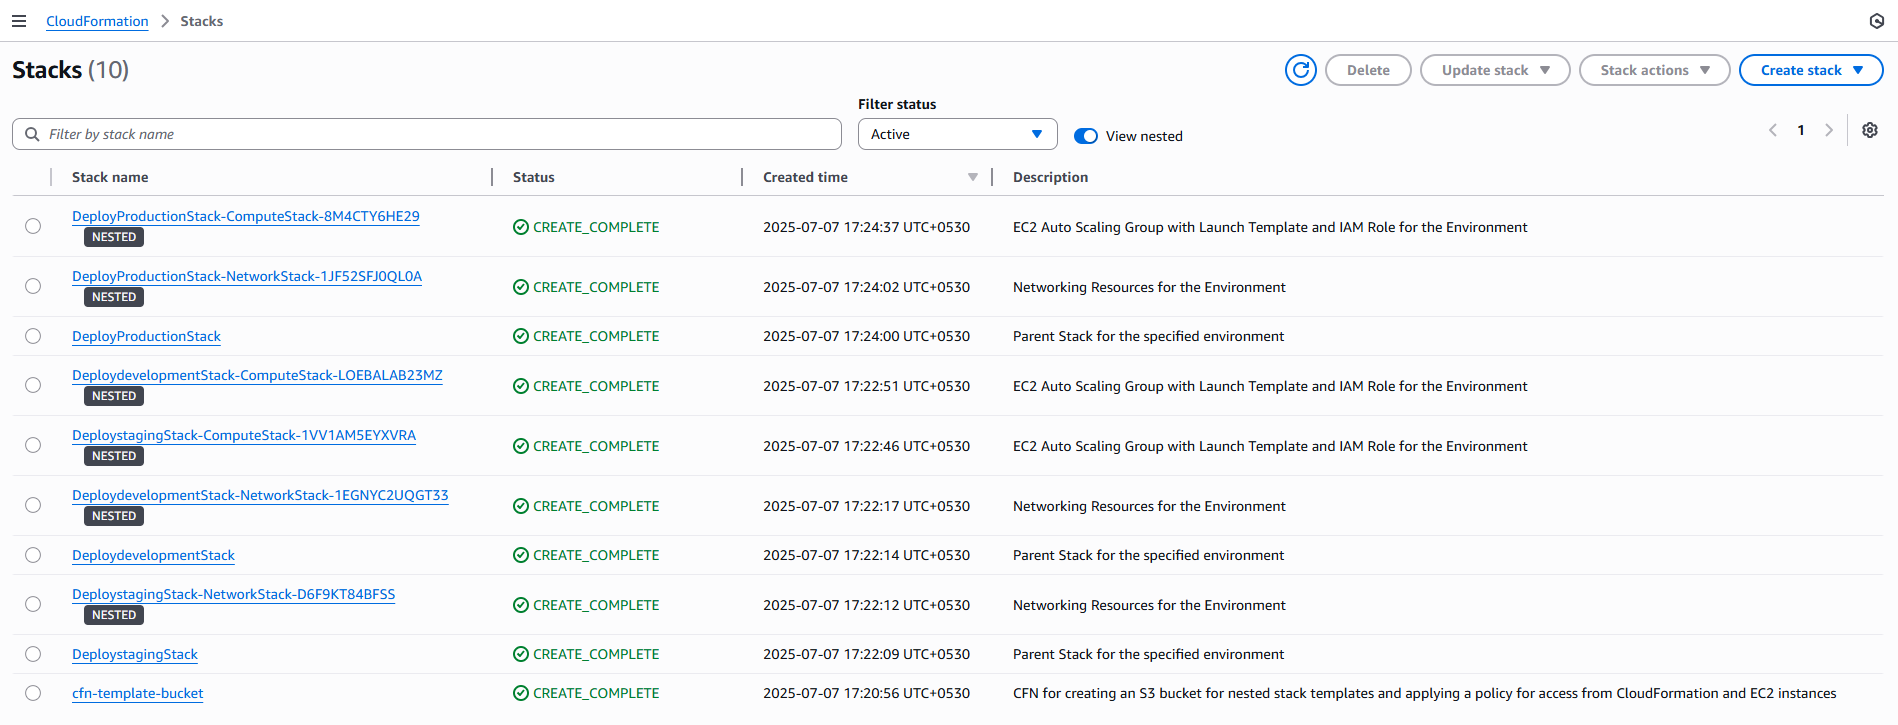 CloudFormation > Stacks
Stacks (10)
Delete
Update stack
Stack actions
Create stack
Filter status
Filter by stack name
Active
View nested
1
Stack name Status Created time Description
DeployProductionStack-ComputeStack-8M4CTY6HE29
NESTED
CREATE_COMPLETE 2025-07-07 17:24:37 UTC+0530 EC2 Auto Scaling Group with Launch Template and IAM Role for the Environment
DeployProductionStack-NetworkStack-1JF52SFJ0QL0A
NESTED
CREATE_COMPLETE 2025-07-07 17:24:02 UTC+0530 Networking Resources for the Environment
DeployProductionStack CREATE_COMPLETE 2025-07-07 17:24:00 UTC+0530 Parent Stack for the specified environment
DeploydevelopmentStack-ComputeStack-LOEBALAB23MZ
NESTED
CREATE_COMPLETE 2025-07-07 17:22:51 UTC+0530 EC2 Auto Scaling Group with Launch Template and IAM Role for the Environment
DeploystagingStack-ComputeStack-1VV1AM5EYXVRA
NESTED
CREATE_COMPLETE 2025-07-07 17:22:46 UTC+0530 EC2 Auto Scaling Group with Launch Template and IAM Role for the Environment
DeploydevelopmentStack-NetworkStack-1EGNYC2UQGT33
NESTED
CREATE_COMPLETE 2025-07-07 17:22:17 UTC+0530 Networking Resources for the Environment
DeploydevelopmentStack CREATE_COMPLETE 2025-07-07 17:22:14 UTC+0530 Parent Stack for the specified environment
DeploystagingStack-NetworkStack-D6F9KT84BFSS
NESTED
CREATE_COMPLETE 2025-07-07 17:22:12 UTC+0530 Networking Resources for the Environment
DeploystagingStack CREATE_COMPLETE 2025-07-07 17:22:09 UTC+0530 Parent Stack for the specified environment
cfn-template-bucket CREATE_COMPLETE 2025-07-07 17:20:56 UTC+0530 CFN for creating an S3 bucket for nested stack templates and applying a policy for access from CloudFormation and EC2 instances